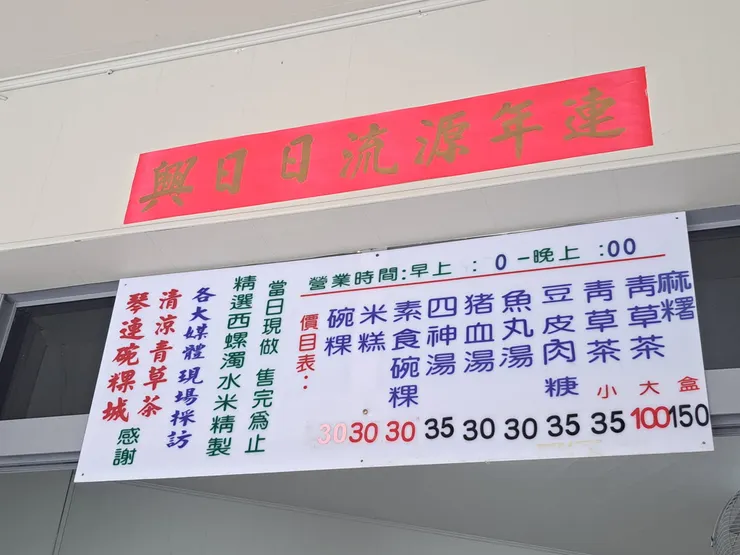 連年源流日日興
營業時間:早上 : 0 -晚上 :00
價目表:
碗粿 30
米糕 30
素食碗粿 30
四神湯 35
猪血湯 30
魚丸湯 30
豆皮肉 35
青草茶 小 35
青草茶 大 100
麻糬 盒 150
當日現做 售完為止
精選西螺濁水米精製
各大媒體現場採訪
清涼青草茶
琴連碗粿城
感謝